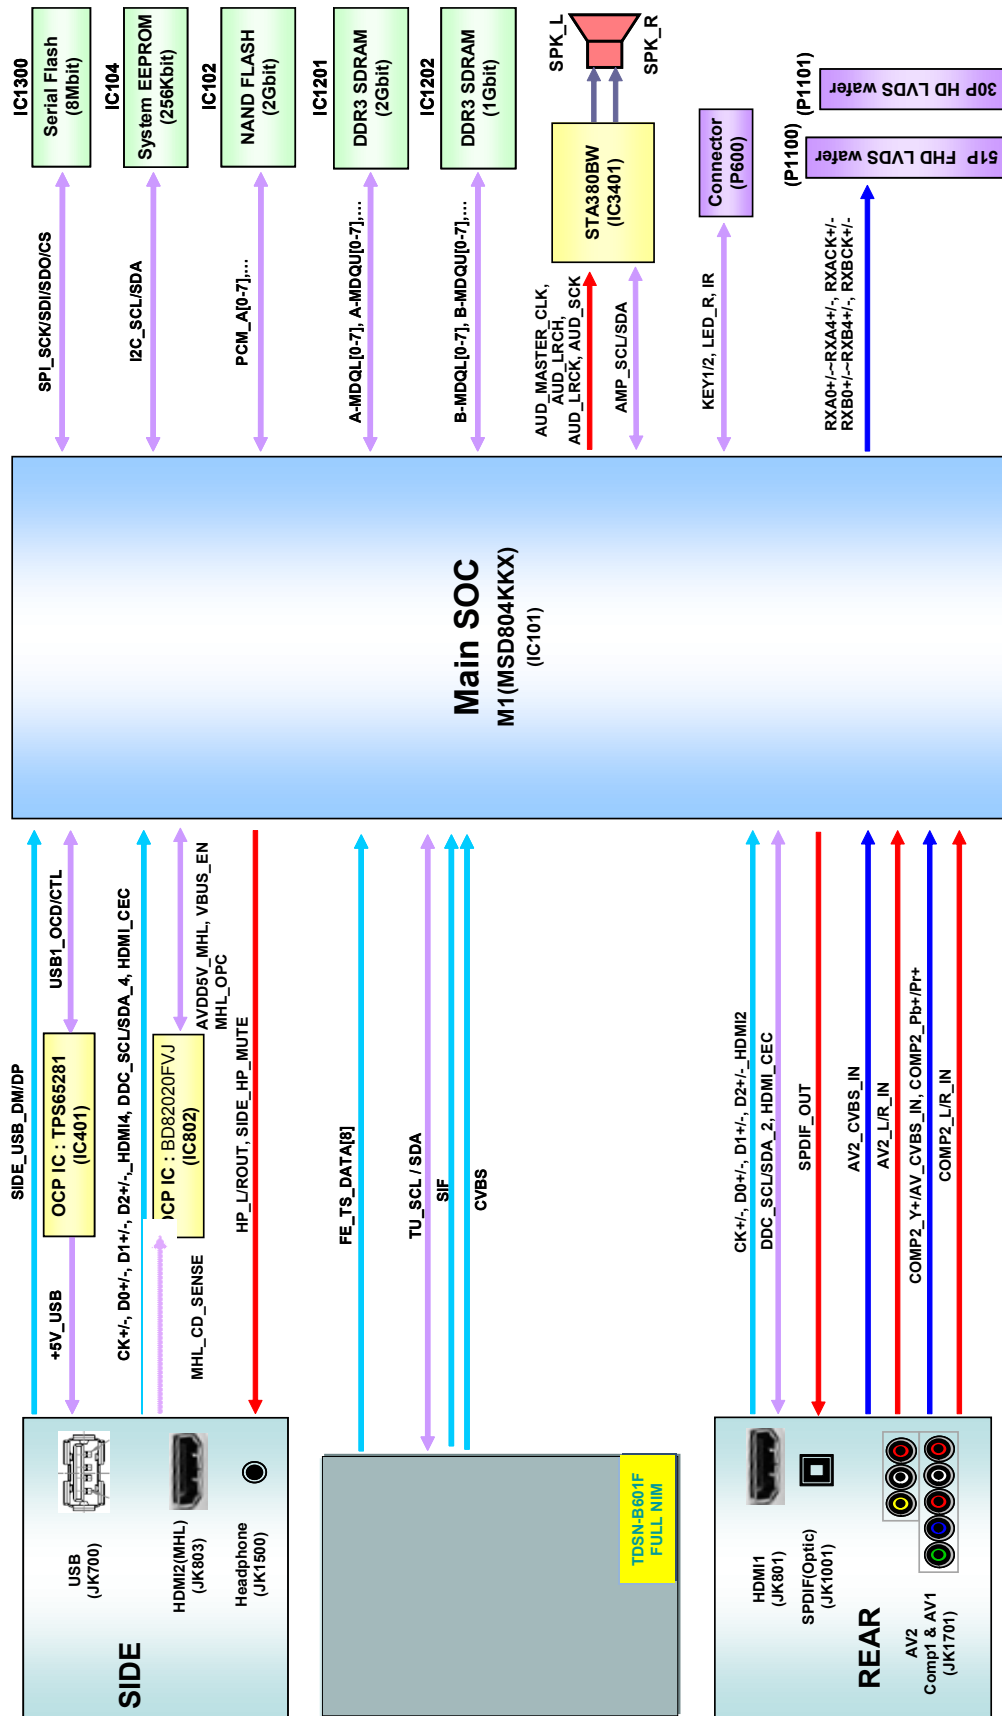 IC1300
Serial Flash
(8Mbit)
IC104
System EEPROM
(256Kbit)
IC102
NAND FLASH
(2Gbit)
IC1201
DDR3 SDRAM
(2Gbit)
IC1202
DDR3 SDRAM
(1Gbit)
SPK_L
SPK_R
STA380BW
(IC3401)
Connector
(P600)
(P1100)
51P FHD LVDS wafer
(P1101)
30P HD LVDS wafer
SPI_SCK/SDI/SDO/CS
I2C_SCL/SDA
PCM_A[0-7],...
A-MDQL[0-7], A-MDQU[0-7],...
B-MDQL[0-7], B-MDQU[0-7],...
AUD_MASTER_CLK,
AUD_LRCH,
AUD_LRCK, AUD_SCK
AMP_SCL/SDA
KEY1/2, LED_R, IR
RXA0+/-~RXA4+/-, RXACK+/-
RXB0+/-~RXB4+/-, RXBCK+/-
Main SOC
M1(MSD804KKX)
(IC101)
SIDE_USB_DM/DP
USB1_OCD/CTL
OCP IC : TPS65281
(IC401)
+5V_USB
CK+/-, D0+/-, D1+/-, D2+/-,_HDMI4, DDC_SCL/SDA_4, HDMI_CEC
AVDD5V_MHL, VBUS_EN
MHL_OPC
OCP IC : BD82020FVJ
(IC802)
MHL_CD_SENSE
HP_L/ROUT, SIDE_HP_MUTE
FE_TS_DATA[8]
TU_SCL / SDA
SIF
CVBS
CK+/-, D0+/-, D1+/-, D2+/-_HDMI2
DDC_SCL/SDA_2, HDMI_CEC
SPDIF_OUT
AV2_CVBS_IN
AV2_L/R_IN
COMP2_Y+/AV_CVBS_IN, COMP2_Pb+/Pr+
COMP2_L/R_IN
USB
(JK700)
HDMI2(MHL)
(JK803)
Headphone
(JK1500)
SIDE
TDSN-B601F
FULL NIM
HDMI1
(JK801)
SPDIF(Optic)
(JK1001)
REAR
AV2
Comp1 & AV1
(JK1701)